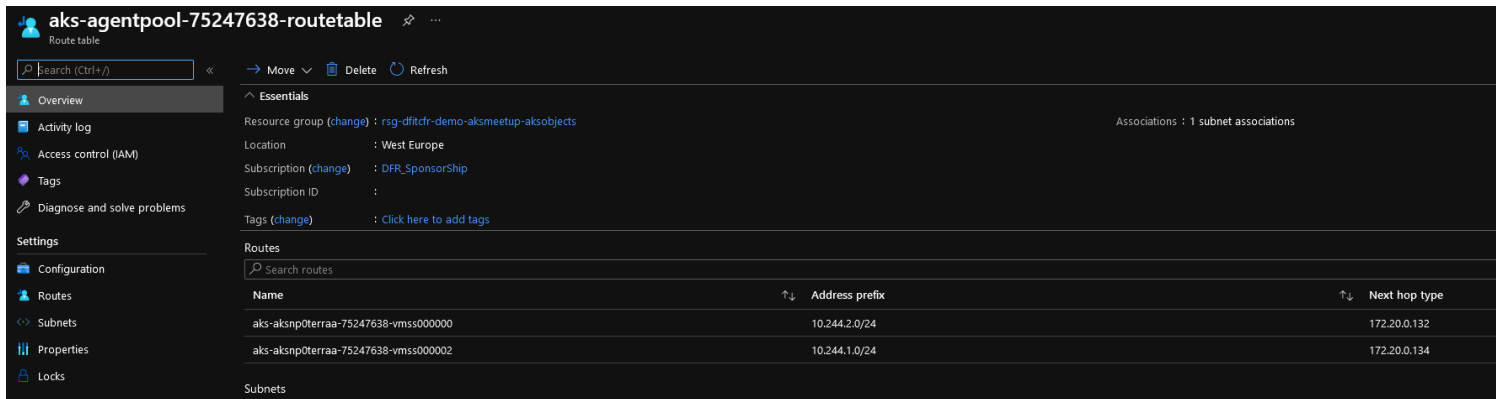 aks-agentpool-75247638-routetable
Route table
Search (Ctrl+/)
«
Move
Delete
Refresh
Overview
Activity log
Access control (IAM)
Tags
Diagnose and solve problems
Settings
Configuration
Routes
Subnets
Properties
Locks
Essentials
Resource group (change) : rsg-dfitcfr-demo-aksmeetup-aksobjects
Associations : 1 subnet associations
Location : West Europe
Subscription (change) : DFR_SponsorShip
Subscription ID :
Tags (change) : Click here to add tags
Routes
Search routes
Name ↑↓ Address prefix ↑↓ Next hop type
aks-aksnp0terraa-75247638-vmss000000 10.244.2.0/24 172.20.0.132
aks-aksnp0terraa-75247638-vmss000002 10.244.1.0/24 172.20.0.134
Subnets